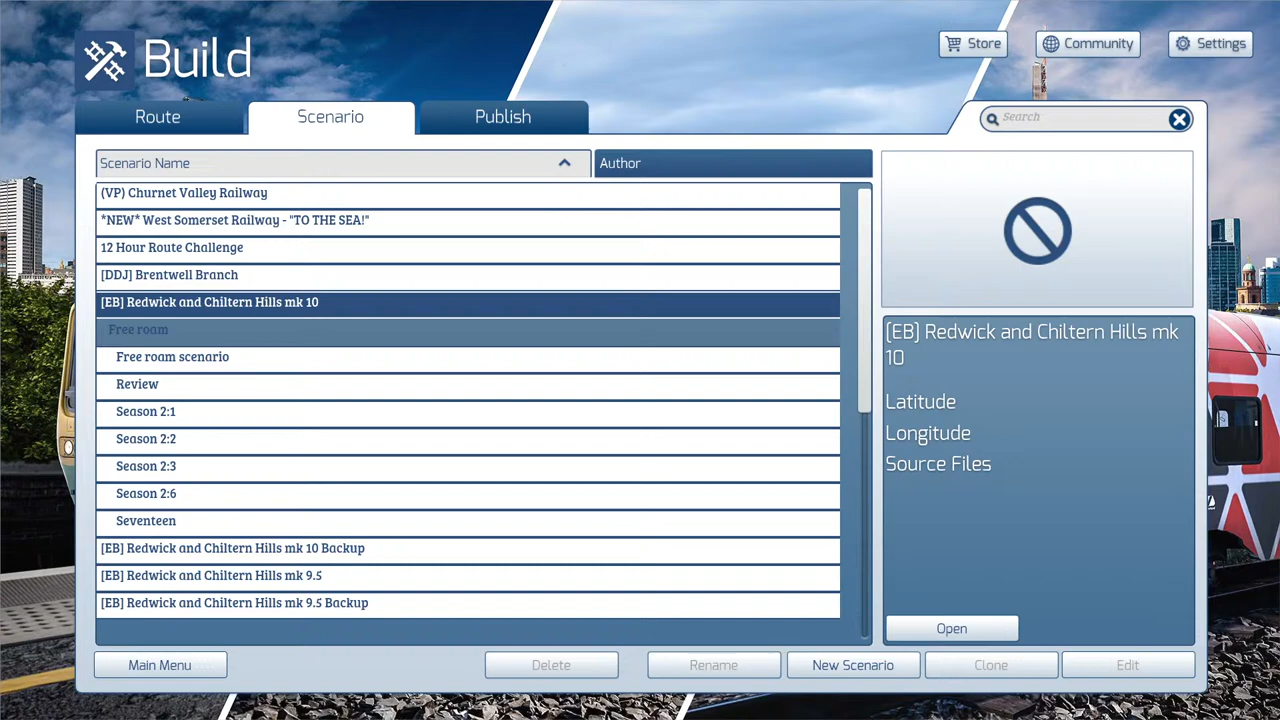 Build
Store
Community
Settings
Route
Scenario
Publish
Search
Scenario Name
Author
(VP) Churnet Valley Railway
*NEW* West Somerset Railway - "TO THE SEA!"
12 Hour Route Challenge
[DDJ] Brentwell Branch
[EB] Redwick and Chiltern Hills mk 10
Free roam
Free roam scenario
Review
Season 2:1
Season 2:2
Season 2:3
Season 2:6
Seventeen
[EB] Redwick and Chiltern Hills mk 10 Backup
[EB] Redwick and Chiltern Hills mk 9.5
[EB] Redwick and Chiltern Hills mk 9.5 Backup
[EB] Redwick and Chiltern Hills mk
10
Latitude
Longitude
Source Files
Open
Main Menu
Delete
Rename
New Scenario
Clone
Edit